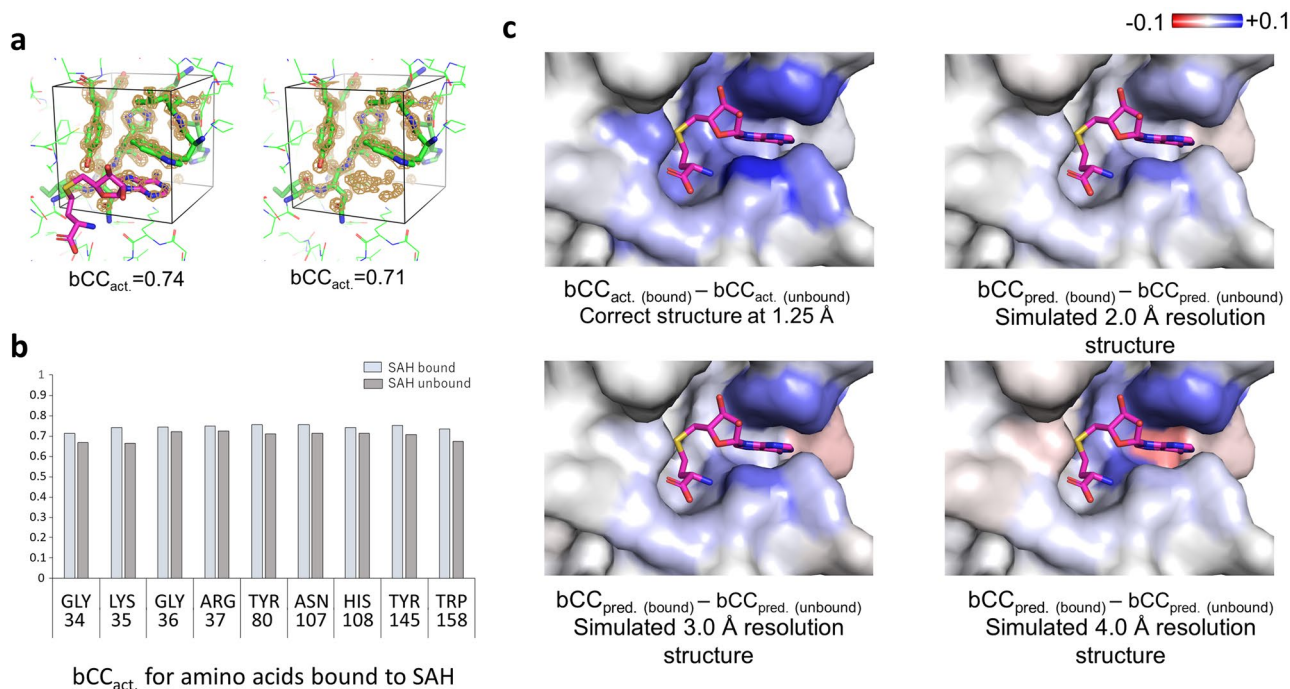 a
bCCact.=0.74
bCCact.=0.71
b
1
0.9
0.8
0.7
0.6
0.5
0.4
0.3
0.2
0.1
0
SAH bound
SAH unbound
GLY LYS GLY ARG TYR ASN HIS TYR TRP
34 35 36 37 80 107 108 145 158
bCCact. for amino acids bound to SAH
c
-0.1 +0.1
bCCact. (bound) – bCCact. (unbound)
Correct structure at 1.25 Å
bCCpred. (bound) – bCCpred. (unbound)
Simulated 2.0 Å resolution
structure
bCCpred. (bound) – bCCpred. (unbound)
Simulated 3.0 Å resolution
structure
bCCpred. (bound) – bCCpred. (unbound)
Simulated 4.0 Å resolution
structure